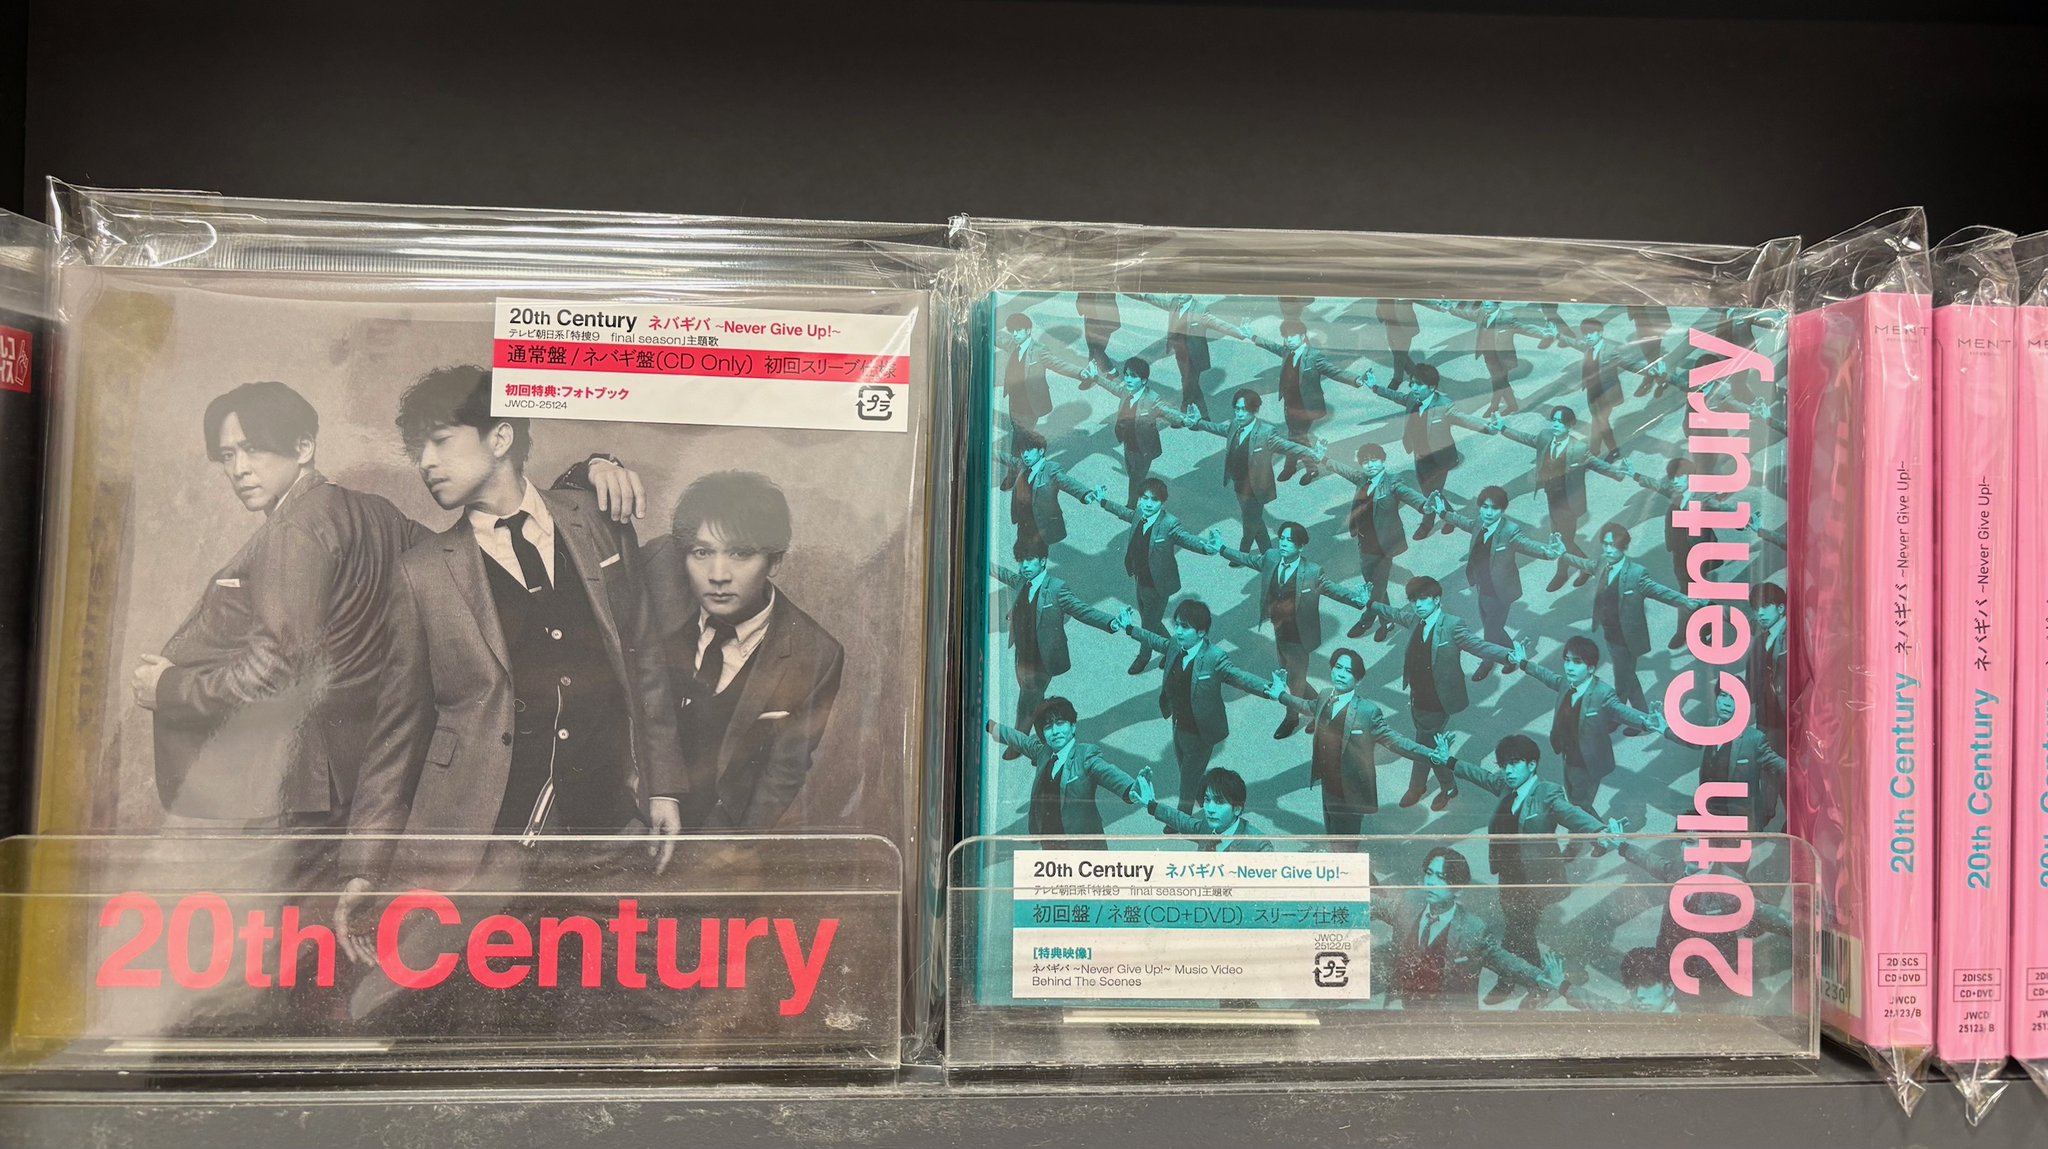 20th Century ネバギバ ~Never Give Up!~
テレビ朝日系「特捜9 final season」主題歌
通常盤 / ネバギ盤(CD Only) 初回スリーブ仕様
初回特典:フォトブック
JWCD-25124
プラ
20th Century
20th Century
20th Century ネバギバ ~Never Give Up!~
テレビ朝日系「特捜9 final season」主題歌
初回盤 / ネ盤(CD+DVD) スリーブ仕様
JWCD
25122/B
[特典映像]
ネバギバ ~Never Give Up!~ Music Video
Behind The Scenes
プラ
MENT
20th Century ネバギバ ~Never Give Up!~
2DISCS
CD+DVD
JWCD
25123/B
230
MENT
20th Century ネバギバ ~Never Give Up!~
2DISCS
CD+DVD
JWCD
25123/B